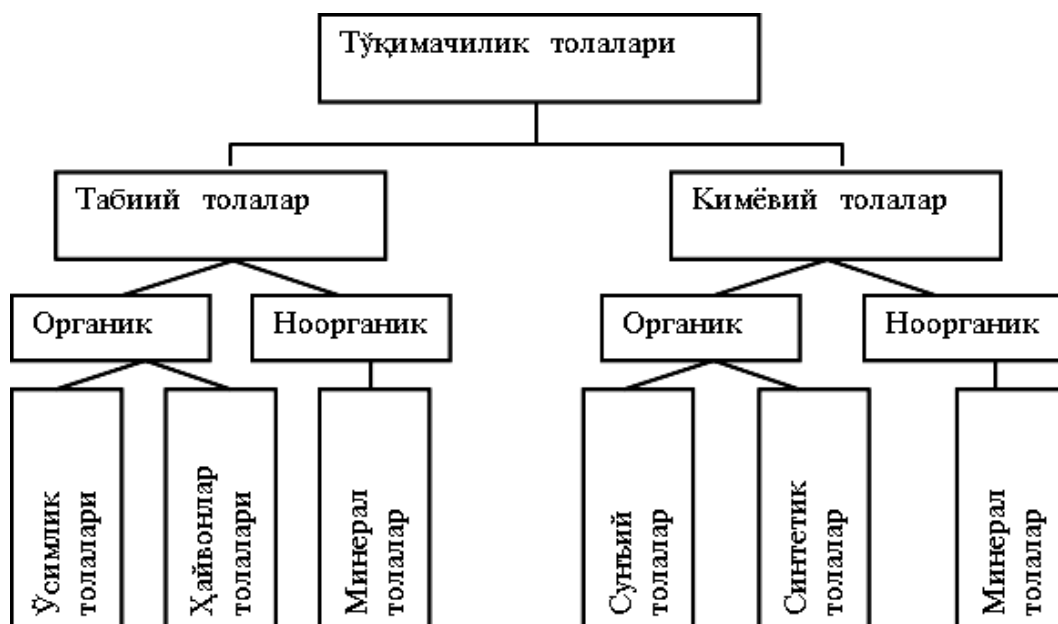 Тўқимачилик толалари
Табиий толалар
Кимёвий толалар
Органик
Ноорганик
Органик
Ноорганик
Ўсимлик
толалари
Ҳайвонлар
толалари
Минерал
толалар
Сунъий
толалар
Синтетик
толалар
Минерал
толалар